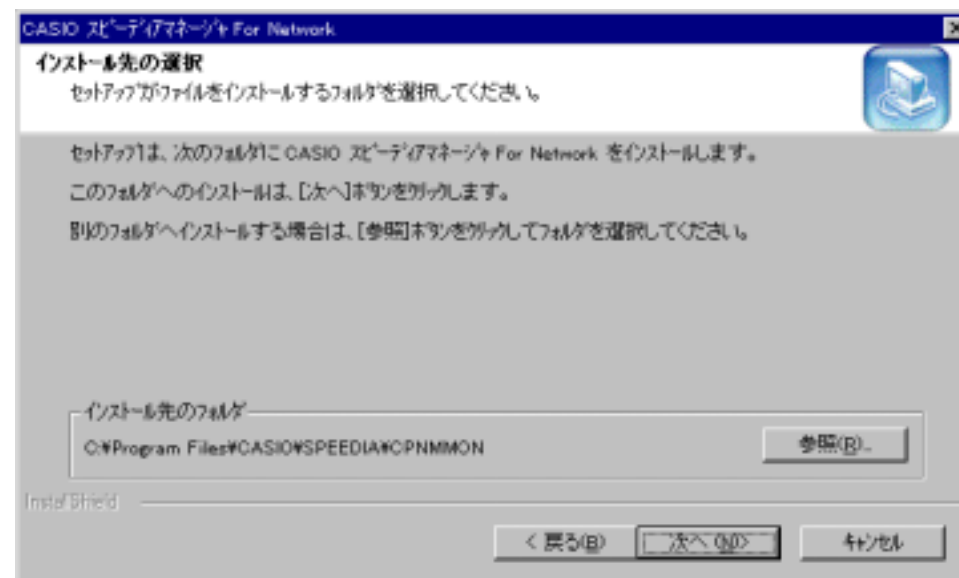 CASIO スピーディアマネージャ For Network
インストール先の選択
セットアップがファイルをインストールするフォルダを選択してください。
セットアップは、次のフォルダに CASIO スピーディアマネージャ For Network をインストールします。
このフォルダへのインストールは、[次へ]ボタンをクリックします。
別のフォルダへインストールする場合は、[参照]ボタンをクリックしてフォルダを選択してください。
インストール先のフォルダ
C:¥Program Files¥CASIO¥SPEEDIA¥CPNMMON
参照(R)...
InstallShield
< 戻る(B)
次へ(N)>
キャンセル